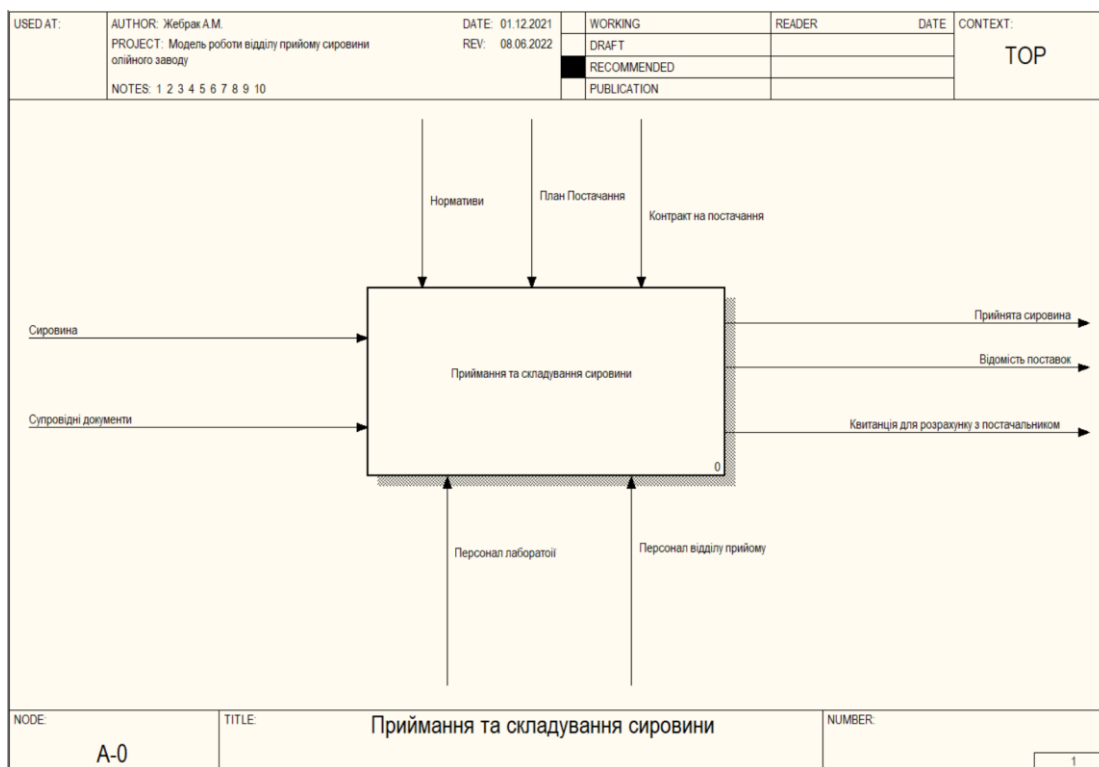 USED AT:
AUTHOR: Жебрак А.М.
DATE: 01.12.2021
PROJECT: Модель роботи відділу прийому сировини
REV: 08.06.2022
олійного заводу
NOTES: 1 2 3 4 5 6 7 8 9 10
WORKING
DRAFT
RECOMMENDED
PUBLICATION
READER
DATE
CONTEXT:
TOP
Нормативи
План Постачання
Контракт на постачання
Сировина
Супровідні документи
Приймання та складування сировини
0
Прийнята сировина
Відомість поставок
Квитанція для розрахунку з постачальником
Персонал лаборатоії
Персонал відділу прийому
NODE:
A-0
TITLE:
Приймання та складування сировини
NUMBER:
1